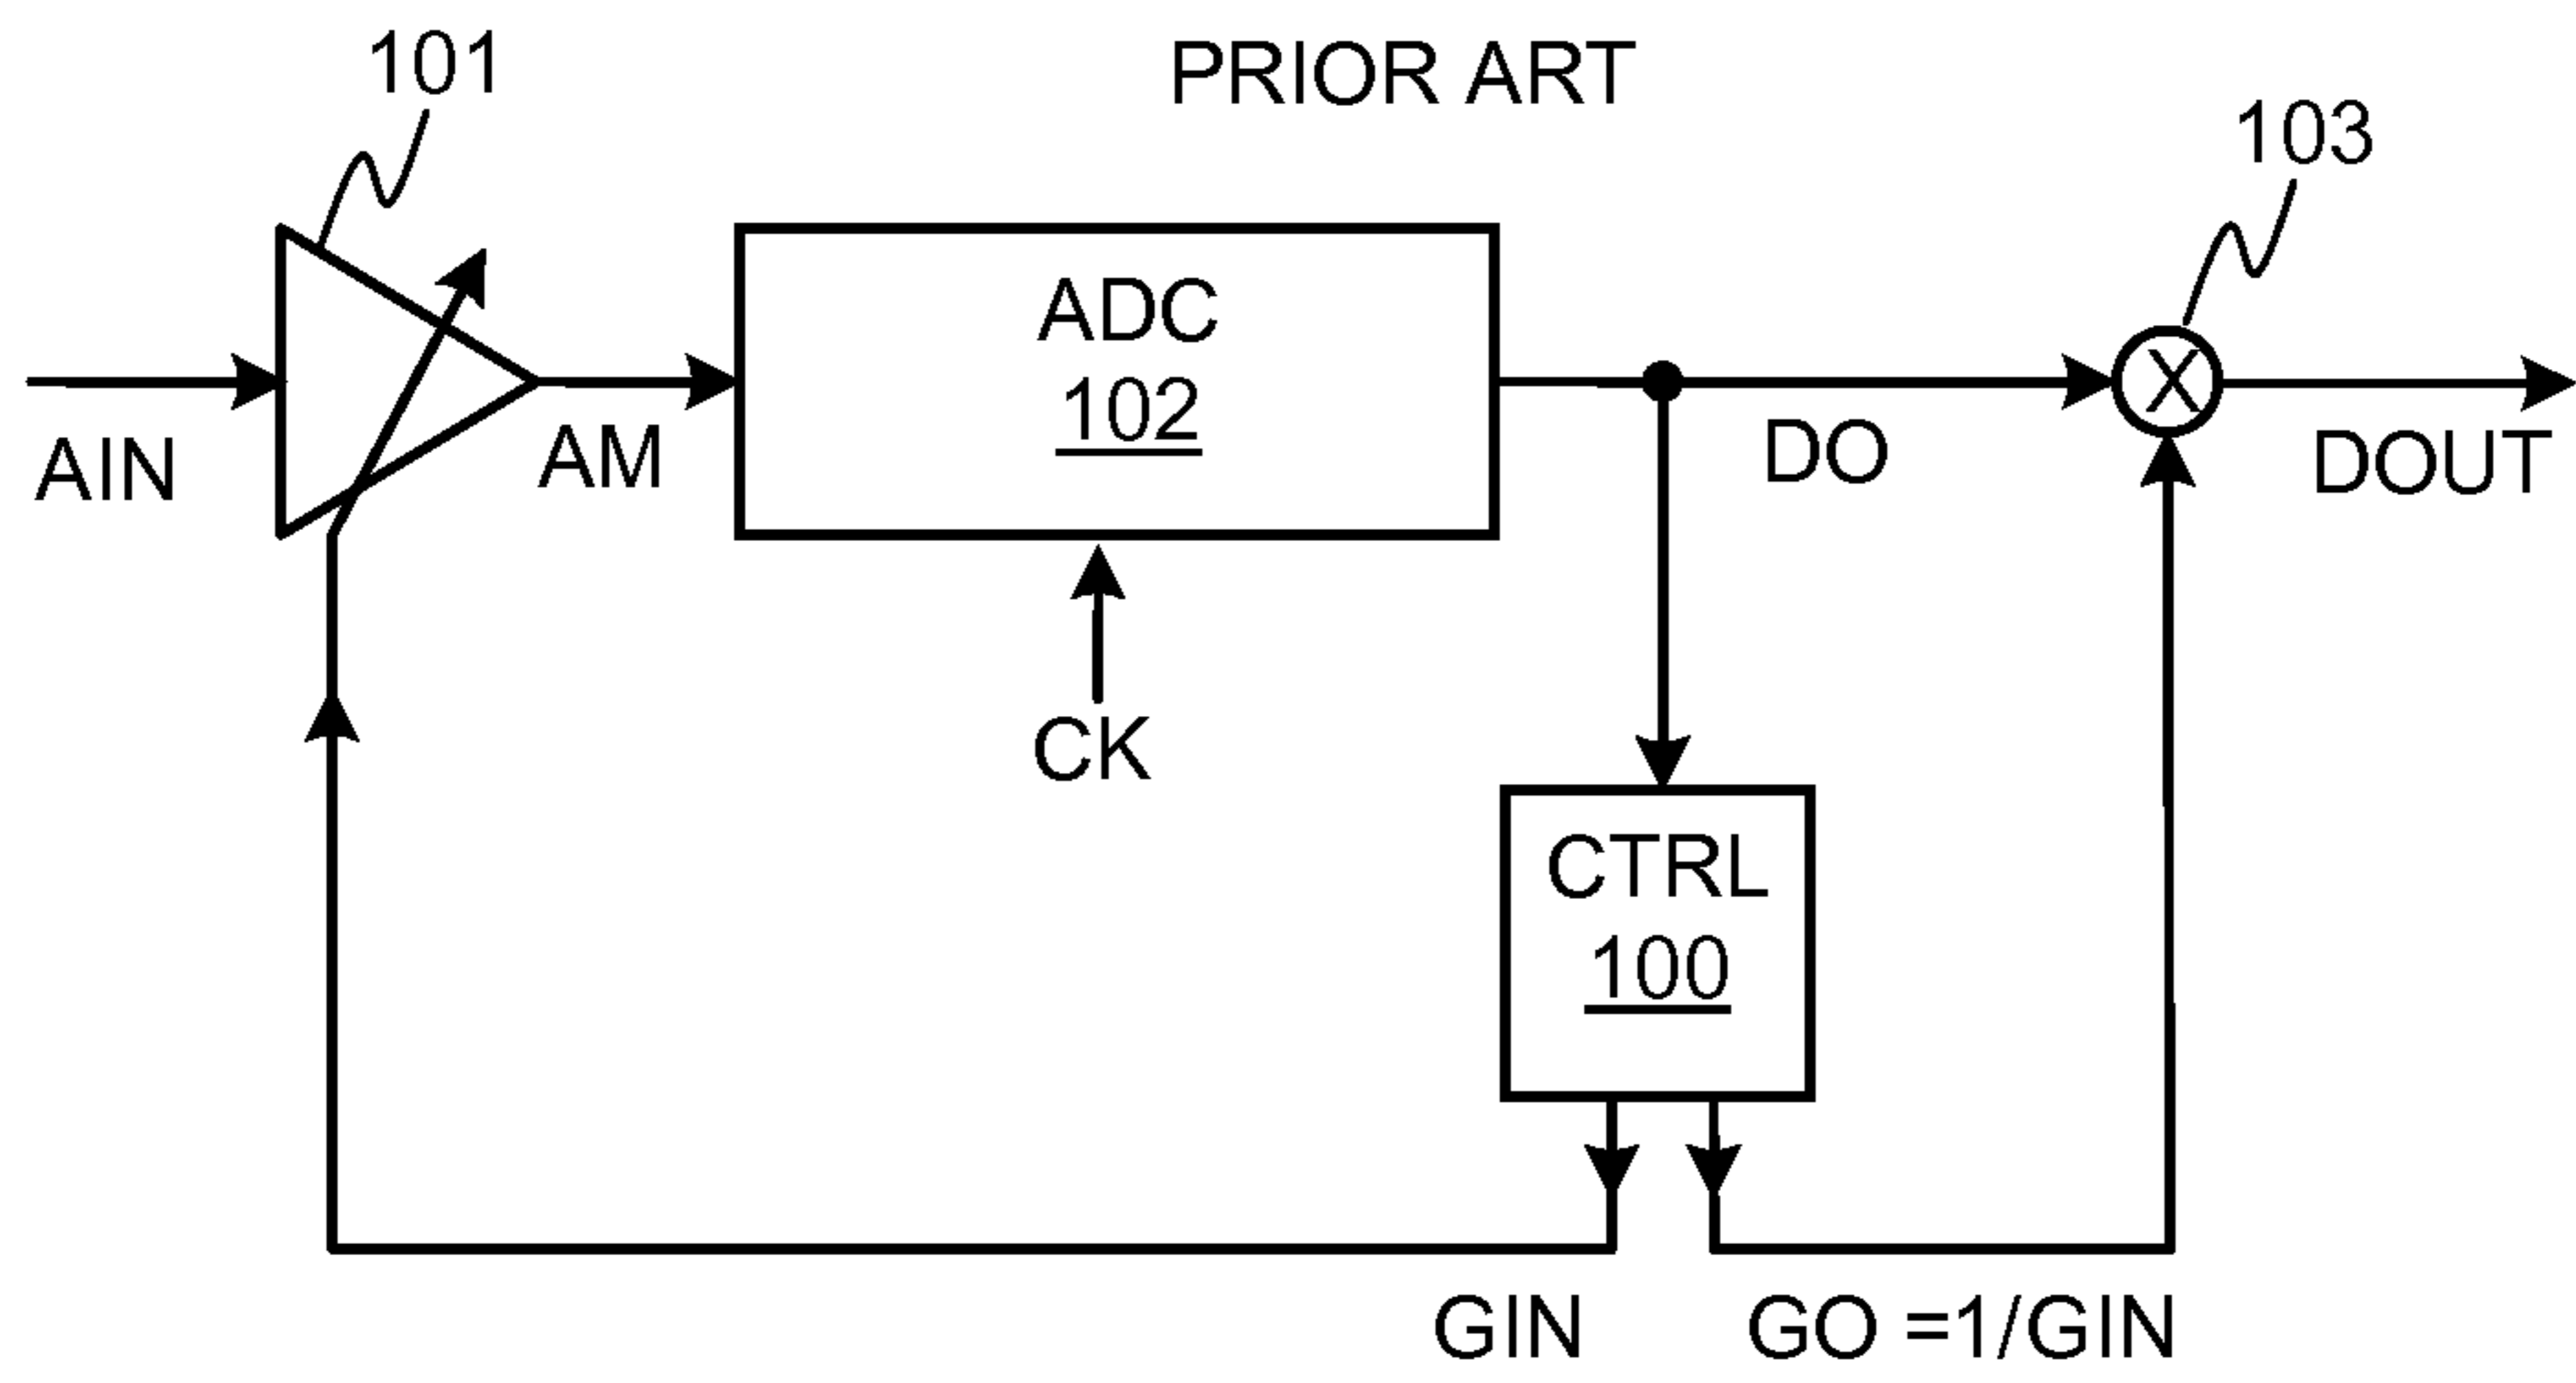 101
PRIOR ART
103
ADC
102
AIN
AM
DO
X
DOUT
CK
CTRL
100
GIN
GO =1/GIN